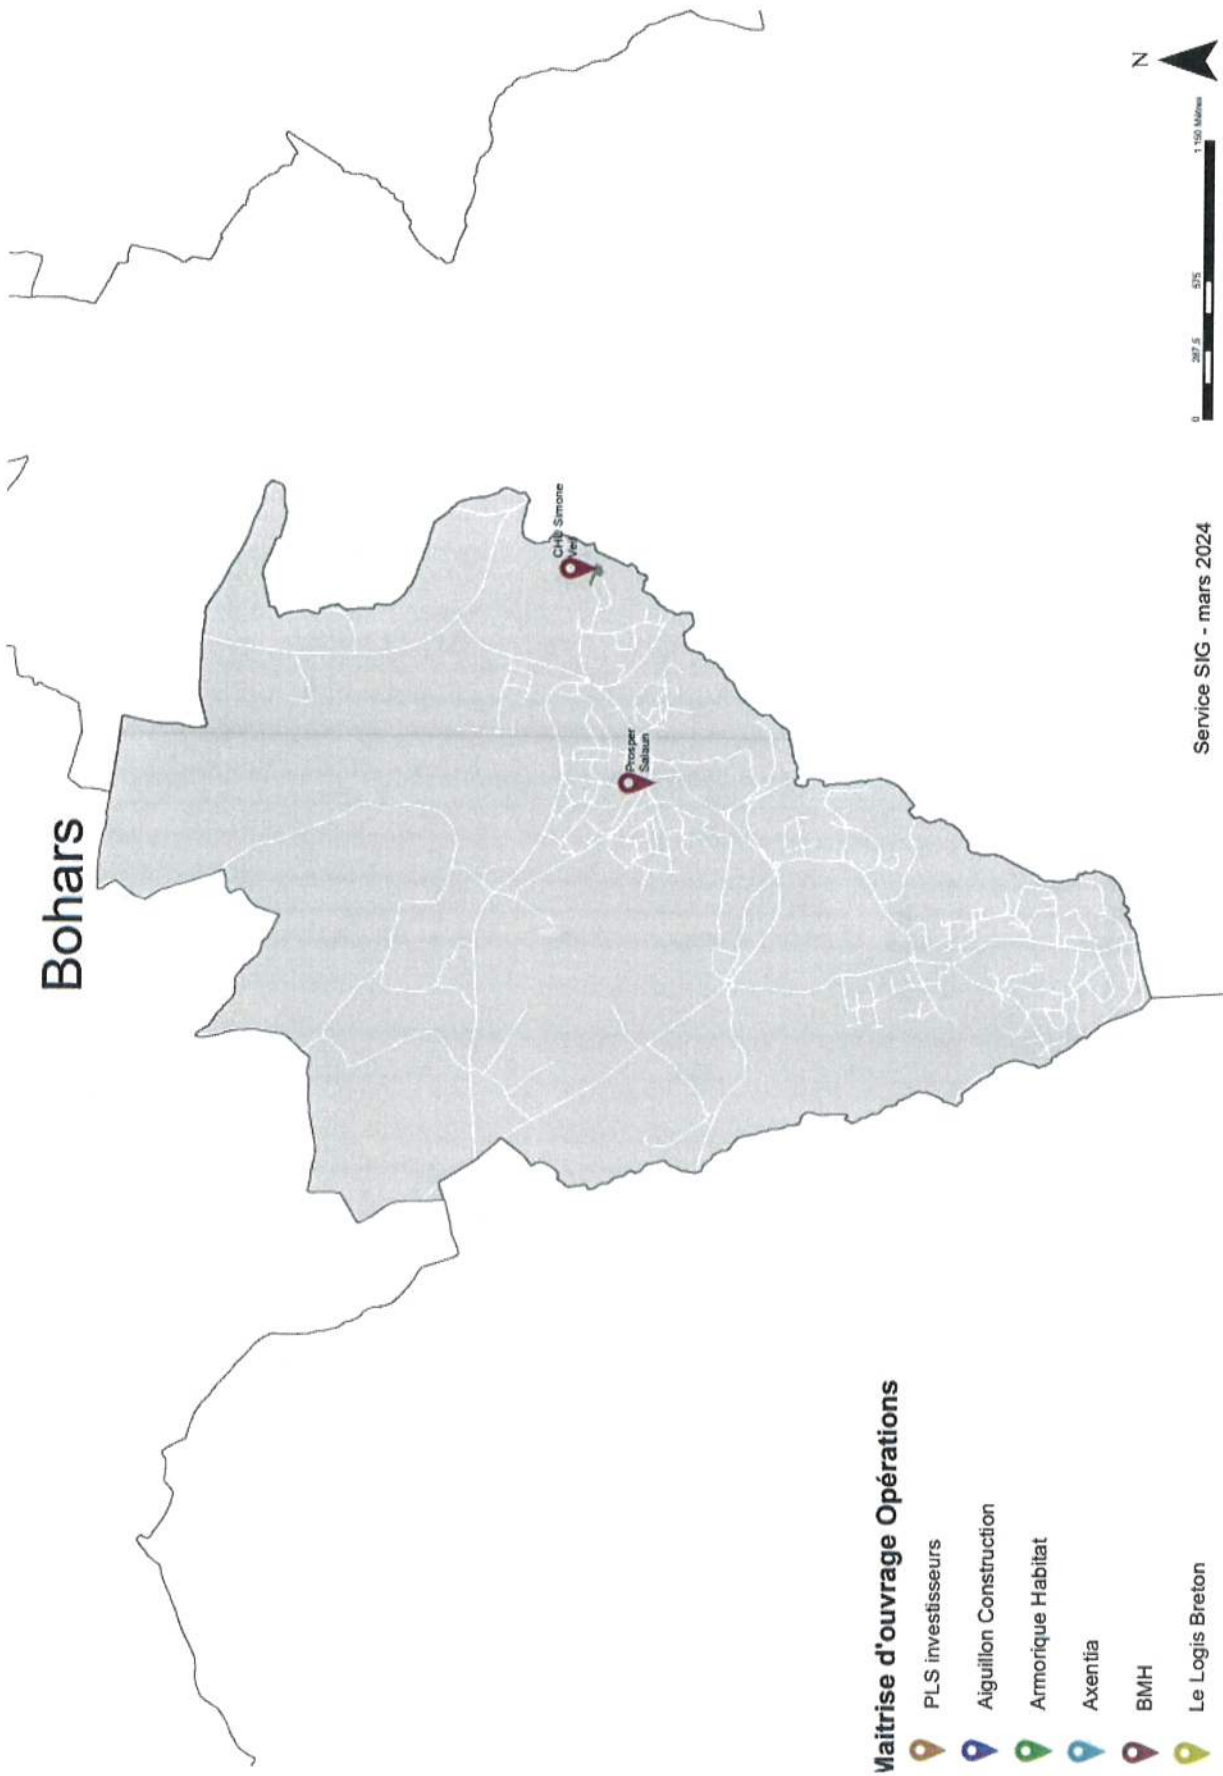 Bohars
CHU Simone
Veil
Prosper
Salaun
Maitrise d'ouvrage Opérations
PLS investisseurs
Aiguillon Construction
Armorique Habitat
Axentia
BMH
Le Logis Breton
Service SIG - mars 2024
0 287,5 575 1 150 Mètres
N